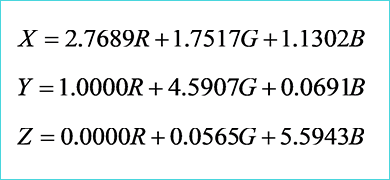 X = 2.7689R + 1.7517G + 1.1302B
Y = 1.0000R + 4.5907G + 0.0691B
Z = 0.0000R + 0.0565G + 5.5943B